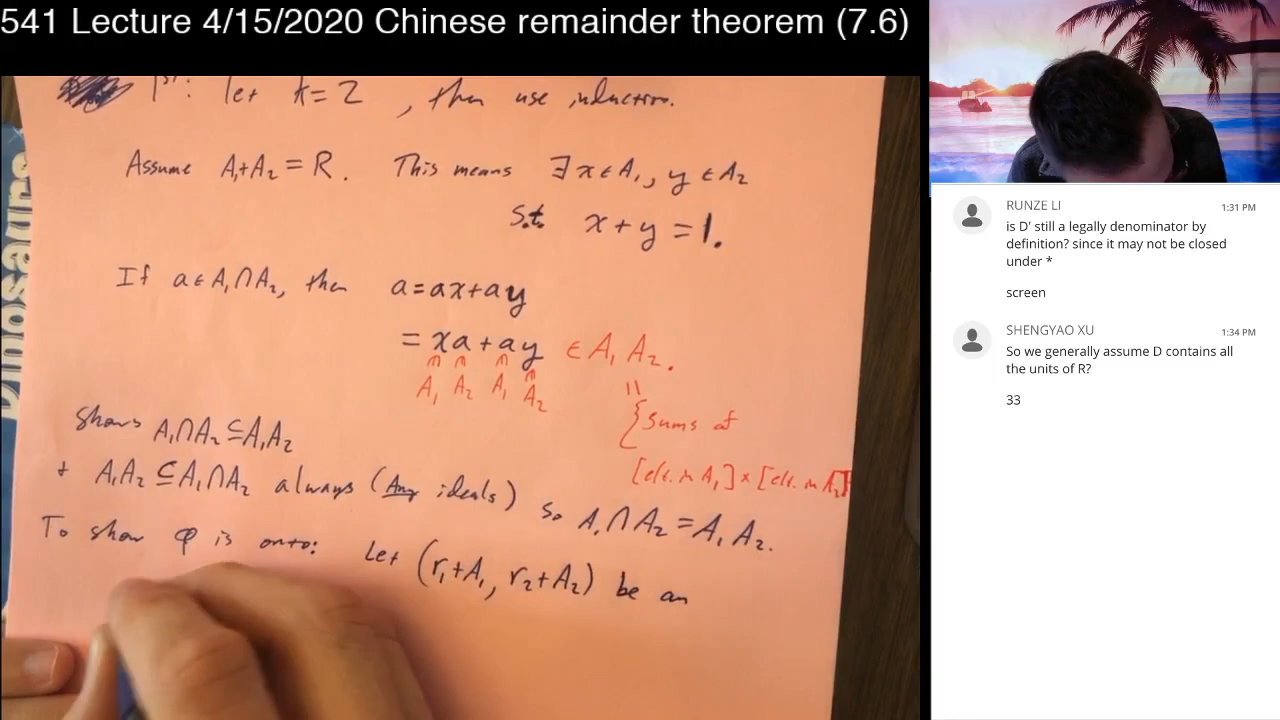 541 Lecture 4/15/2020 Chinese remainder theorem (7.6)
1st: let k=2, then use induction.
Assume A₁+A₂=R. This means ∃ x∈A₁, y∈A₂
s.t. x+y=1.
If a∈A₁∩A₂, then a=ax+ay
= xa+ay ∈ A₁A₂.
∈ ∈ ∈ ∈
A₁ A₂ A₁ A₂ =
{sums of
[elt. in A₁]×[elt. in A₂]}
Shows A₁∩A₂⊆A₁A₂
+ A₁A₂⊆A₁∩A₂ always (Any ideals) so A₁∩A₂=A₁A₂.
To show φ is onto: Let (r₁+A₁, r₂+A₂) be an
Dinosaurs
RUNZE LI 1:31 PM
is D' still a legally denominator by
definition? since it may not be closed
under *
screen
SHENGYAO XU 1:34 PM
So we generally assume D contains all
the units of R?
33